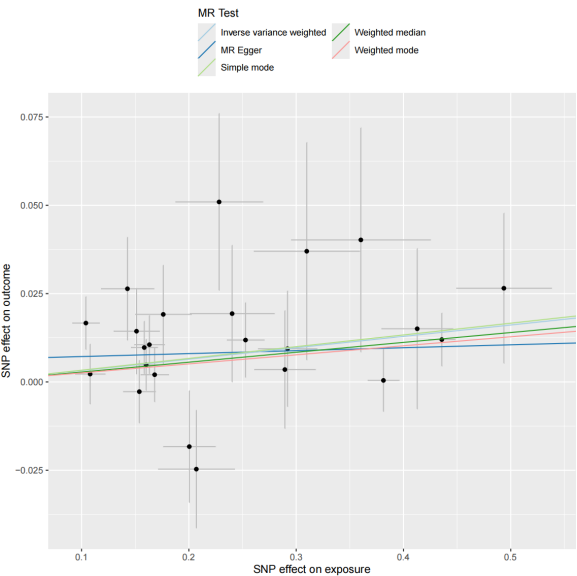 MR Test
Inverse variance weighted
Weighted median
MR Egger
Weighted mode
Simple mode
0.075
0.050
0.025
0.000
−0.025
SNP effect on outcome
0.1 0.2 0.3 0.4 0.5
SNP effect on exposure